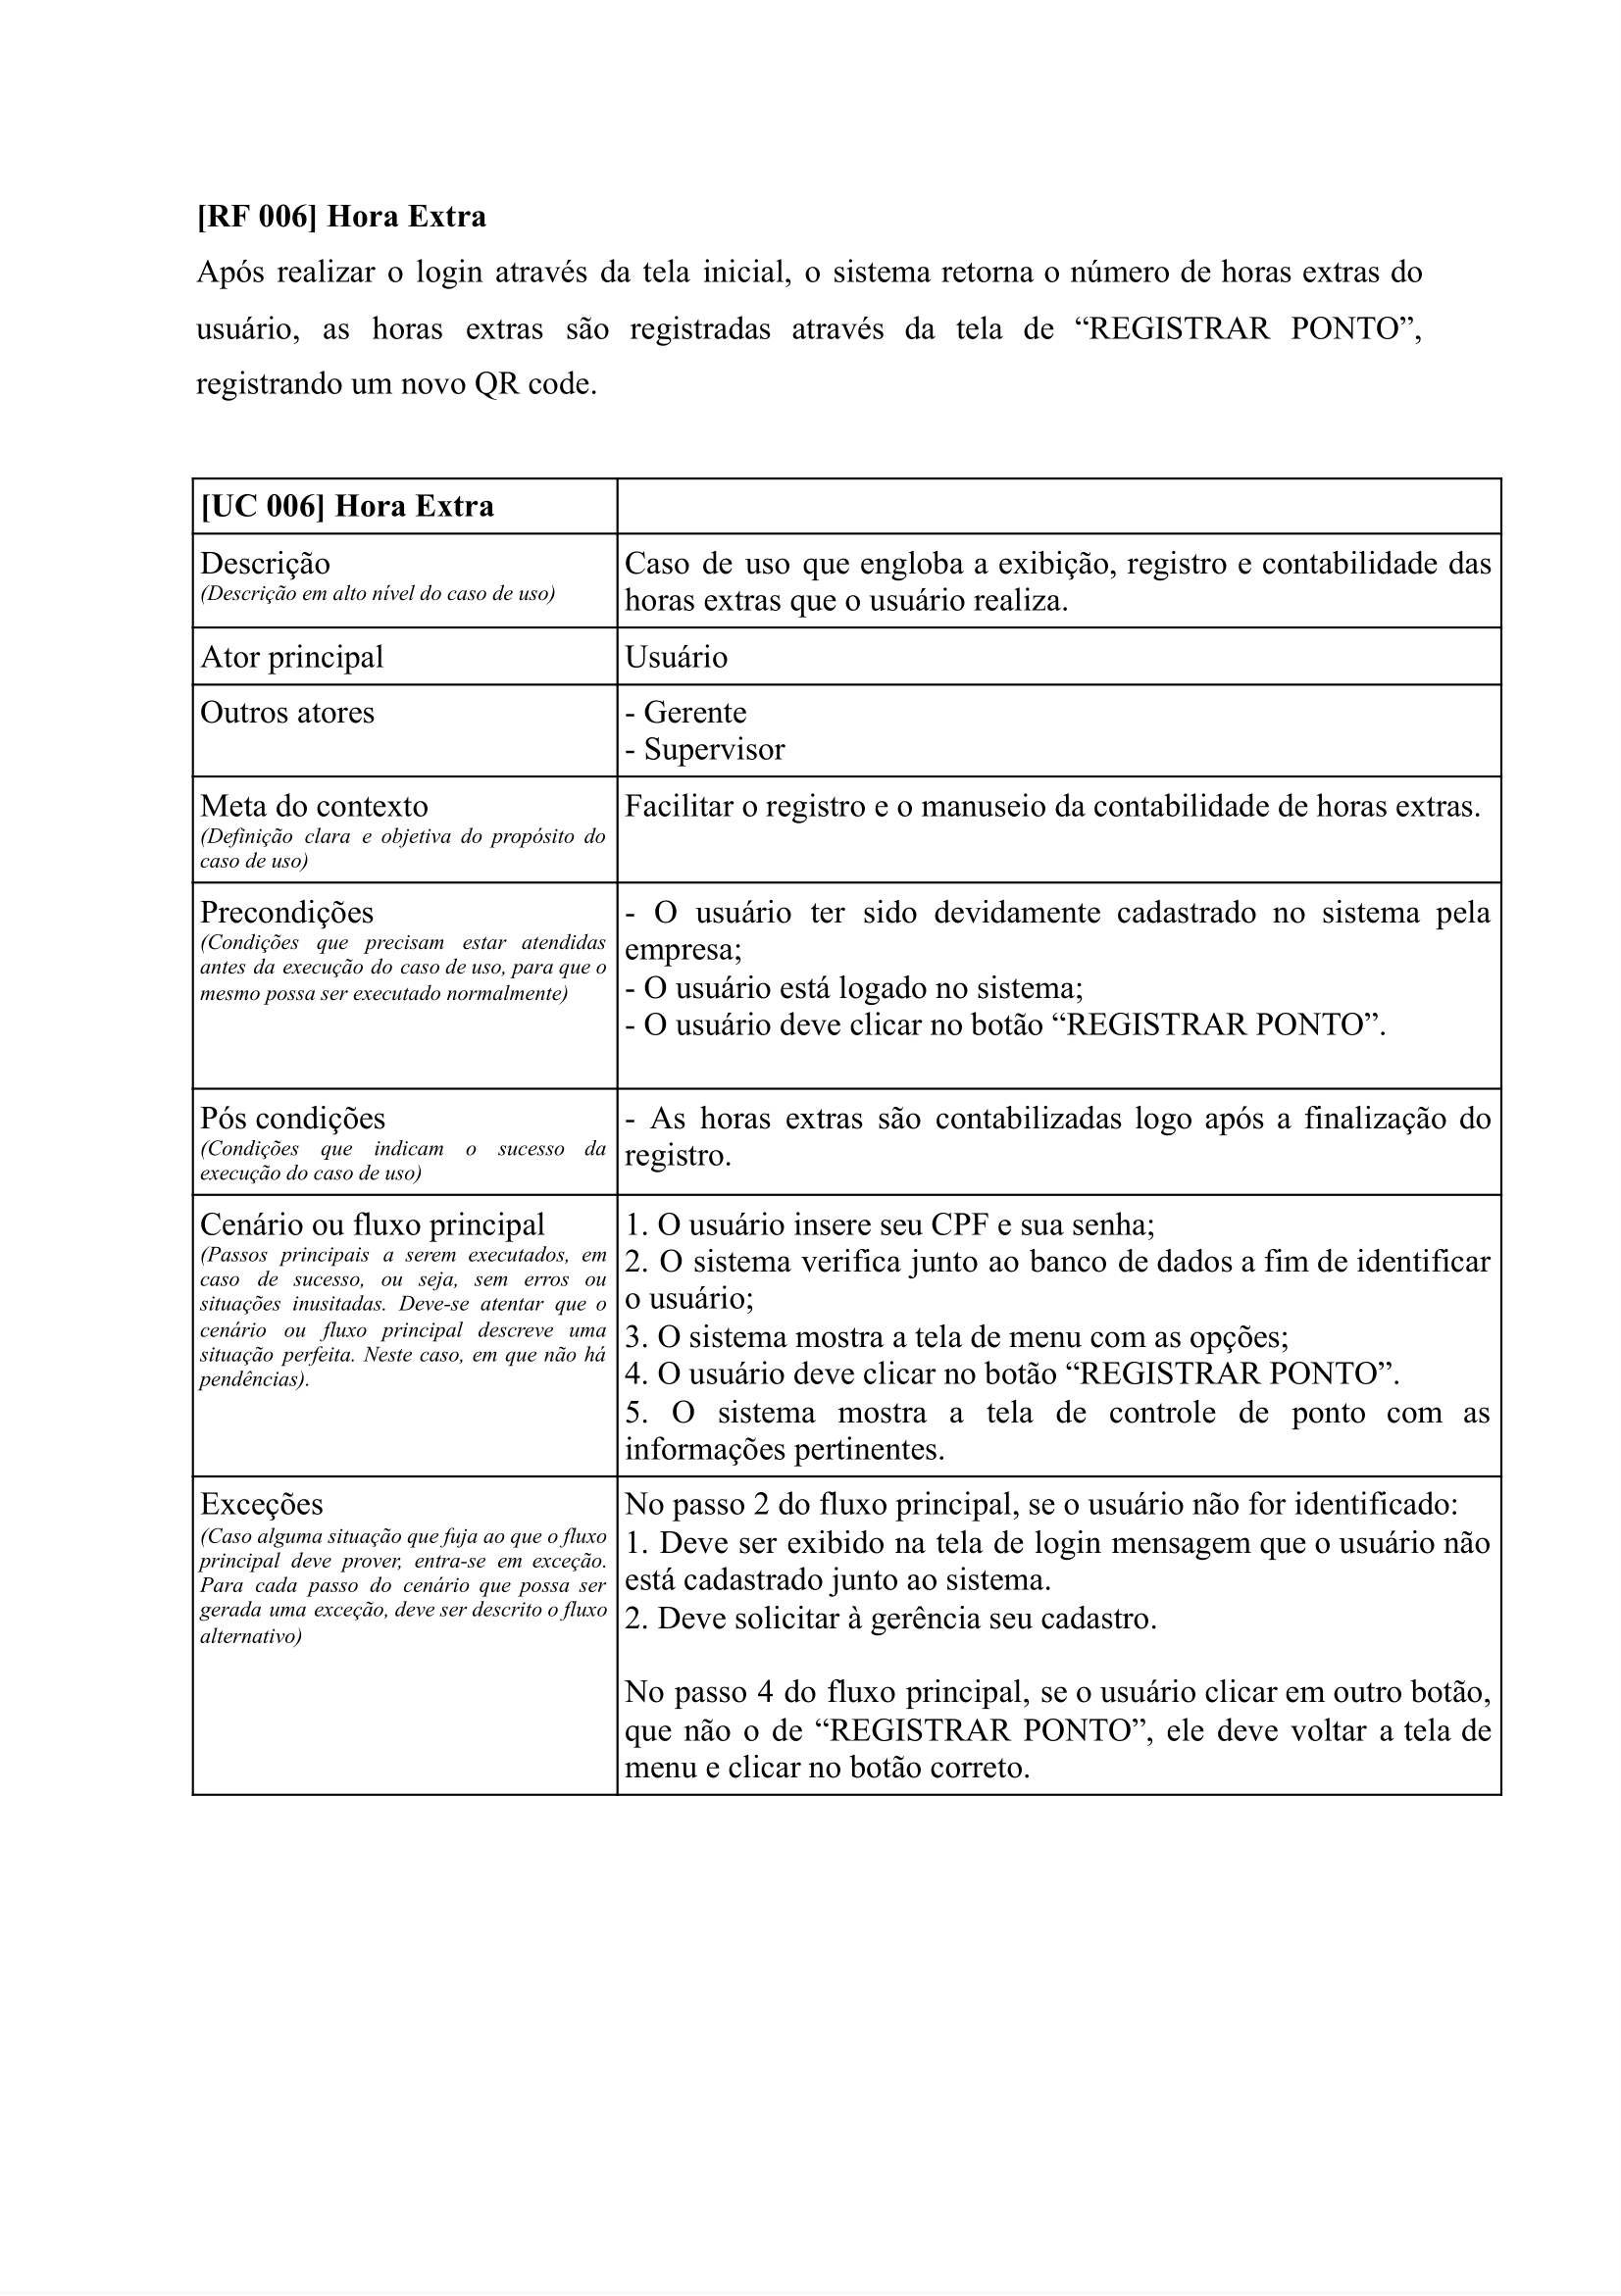 [RF 006] Hora Extra
Após realizar o login através da tela inicial, o sistema retorna o número de horas extras do
usuário, as horas extras são registradas através da tela de “REGISTRAR PONTO”,
registrando um novo QR code.
[UC 006] Hora Extra
Descrição
(Descrição em alto nível do caso de uso)
Caso de uso que engloba a exibição, registro e contabilidade das
horas extras que o usuário realiza.
Ator principal
Usuário
Outros atores
- Gerente
- Supervisor
Meta do contexto
(Definição clara e objetiva do propósito do
caso de uso)
Facilitar o registro e o manuseio da contabilidade de horas extras.
Precondições
(Condições que precisam estar atendidas
antes da execução do caso de uso, para que o
mesmo possa ser executado normalmente)
- O usuário ter sido devidamente cadastrado no sistema pela
empresa;
- O usuário está logado no sistema;
- O usuário deve clicar no botão “REGISTRAR PONTO”.
Pós condições
(Condições que indicam o sucesso da
execução do caso de uso)
- As horas extras são contabilizadas logo após a finalização do
registro.
Cenário ou fluxo principal
(Passos principais a serem executados, em
caso de sucesso, ou seja, sem erros ou
situações inusitadas. Deve-se atentar que o
cenário ou fluxo principal descreve uma
situação perfeita. Neste caso, em que não há
pendências).
1. O usuário insere seu CPF e sua senha;
2. O sistema verifica junto ao banco de dados a fim de identificar
o usuário;
3. O sistema mostra a tela de menu com as opções;
4. O usuário deve clicar no botão “REGISTRAR PONTO”.
5. O sistema mostra a tela de controle de ponto com as
informações pertinentes.
Exceções
(Caso alguma situação que fuja ao que o fluxo
principal deve prover, entra-se em exceção.
Para cada passo do cenário que possa ser
gerada uma exceção, deve ser descrito o fluxo
alternativo)
No passo 2 do fluxo principal, se o usuário não for identificado:
1. Deve ser exibido na tela de login mensagem que o usuário não
está cadastrado junto ao sistema.
2. Deve solicitar à gerência seu cadastro.
No passo 4 do fluxo principal, se o usuário clicar em outro botão,
que não o de “REGISTRAR PONTO”, ele deve voltar a tela de
menu e clicar no botão correto.